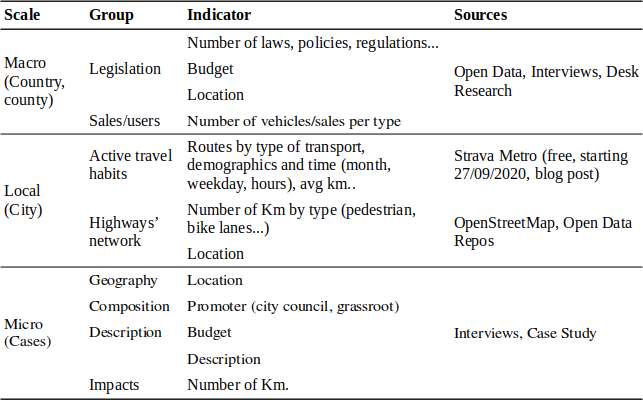 Scale Group Indicator Sources
Macro (Country, county) Legislation Number of laws, policies, regulations... Open Data, Interviews, Desk Research
Budget
Location
Sales/users Number of vehicles/sales per type
Local (City) Active travel habits Routes by type of transport, demographics and time (month, weekday, hours), avg km.. Strava Metro (free, starting 27/09/2020, blog post)
Highways’ network Number of Km by type (pedestrian, bike lanes...) OpenStreetMap, Open Data Repos
Location
Micro (Cases) Geography Location Interviews, Case Study
Composition Promoter (city council, grassroot)
Description Budget
Description
Impacts Number of Km.